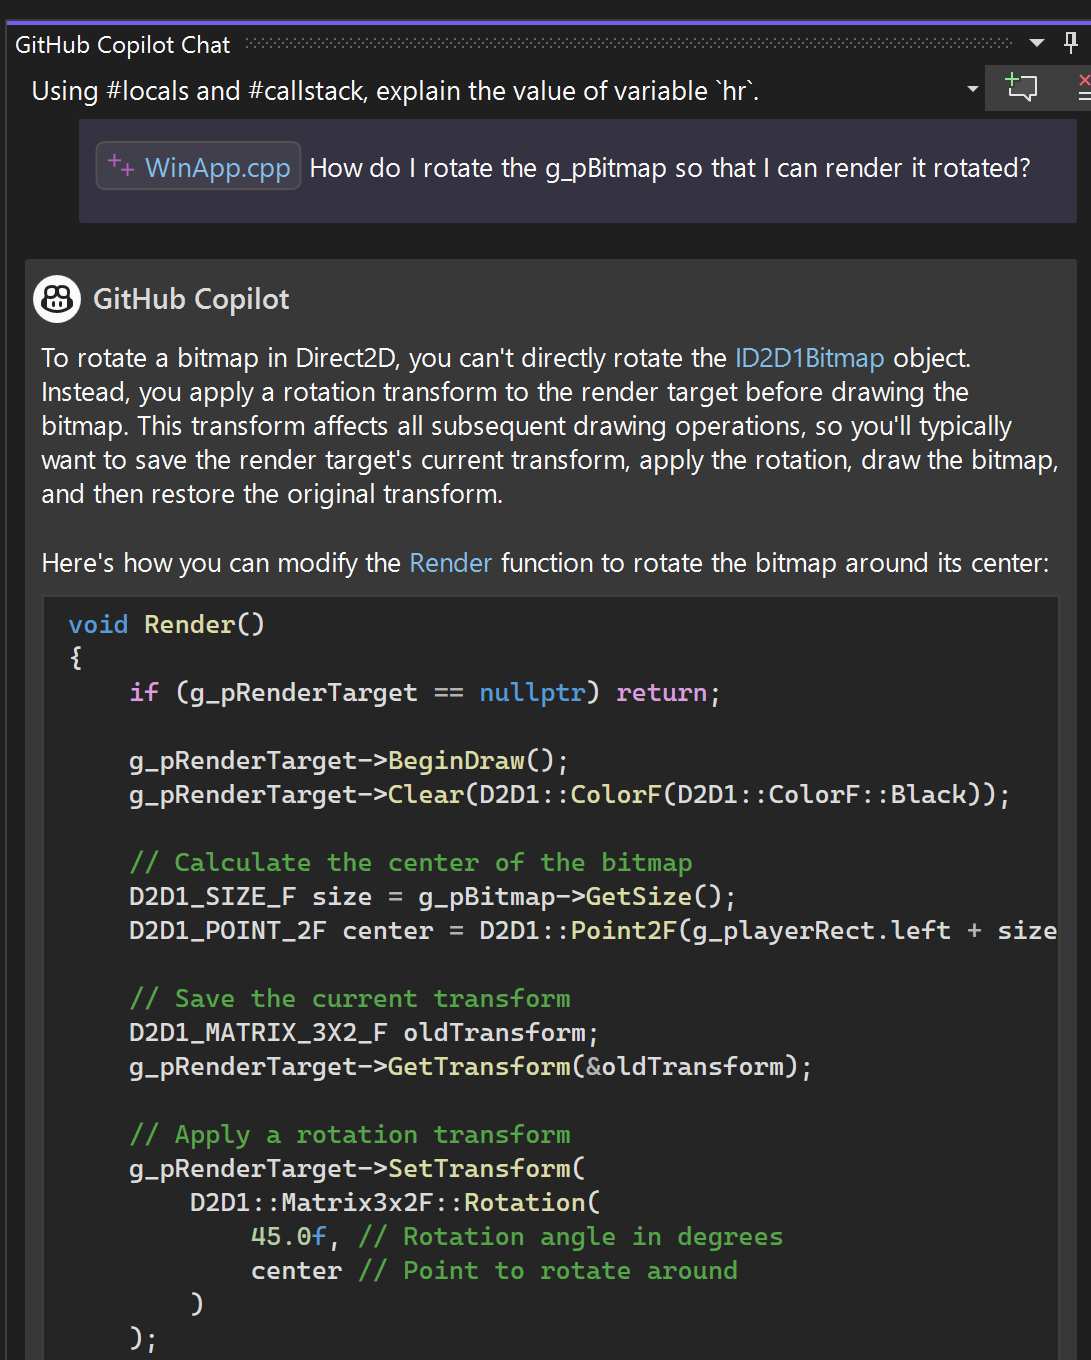 GitHub Copilot Chat
Using #locals and #callstack, explain the value of variable `hr`.
WinApp.cpp How do I rotate the g_pBitmap so that I can render it rotated?
GitHub Copilot
To rotate a bitmap in Direct2D, you can't directly rotate the ID2D1Bitmap object.
Instead, you apply a rotation transform to the render target before drawing the
bitmap. This transform affects all subsequent drawing operations, so you'll typically
want to save the render target's current transform, apply the rotation, draw the bitmap,
and then restore the original transform.
Here's how you can modify the Render function to rotate the bitmap around its center:
void Render()
{
    if (g_pRenderTarget == nullptr) return;
    g_pRenderTarget->BeginDraw();
    g_pRenderTarget->Clear(D2D1::ColorF(D2D1::ColorF::Black));
    // Calculate the center of the bitmap
    D2D1_SIZE_F size = g_pBitmap->GetSize();
    D2D1_POINT_2F center = D2D1::Point2F(g_playerRect.left + size
    // Save the current transform
    D2D1_MATRIX_3X2_F oldTransform;
    g_pRenderTarget->GetTransform(&oldTransform);
    // Apply a rotation transform
    g_pRenderTarget->SetTransform(
        D2D1::Matrix3x2F::Rotation(
            45.0f, // Rotation angle in degrees
            center // Point to rotate around
        )
    );